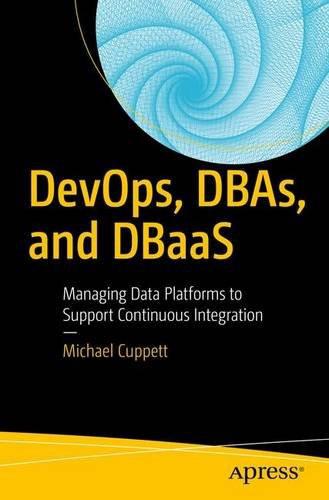 DevOps, DBAs,
and DBaaS
Managing Data Platforms to
Support Continuous Integration
—
Michael Cuppett
Apress®